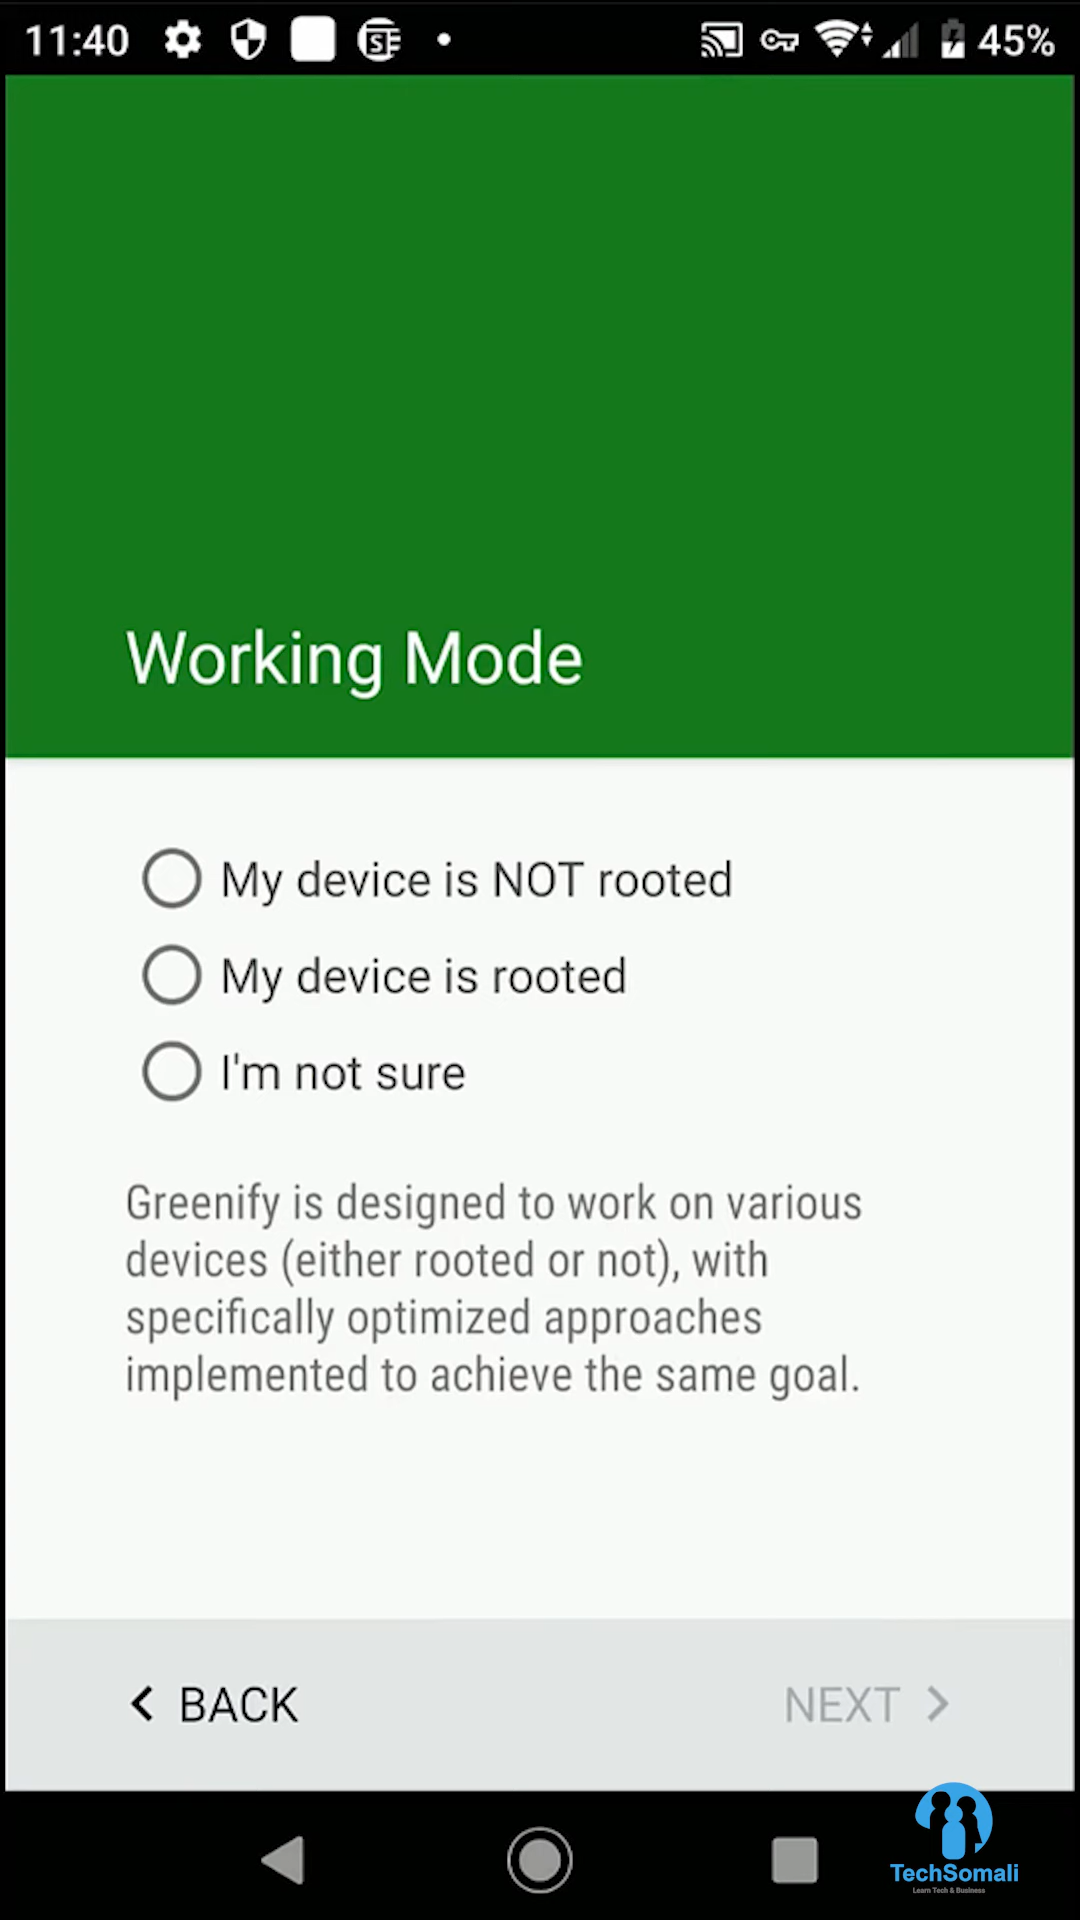 11:40
45%
Working Mode
My device is NOT rooted
My device is rooted
I'm not sure
Greenify is designed to work on various
devices (either rooted or not), with
specifically optimized approaches
implemented to achieve the same goal.
BACK
NEXT
TechSomali
Learn Tech & Business